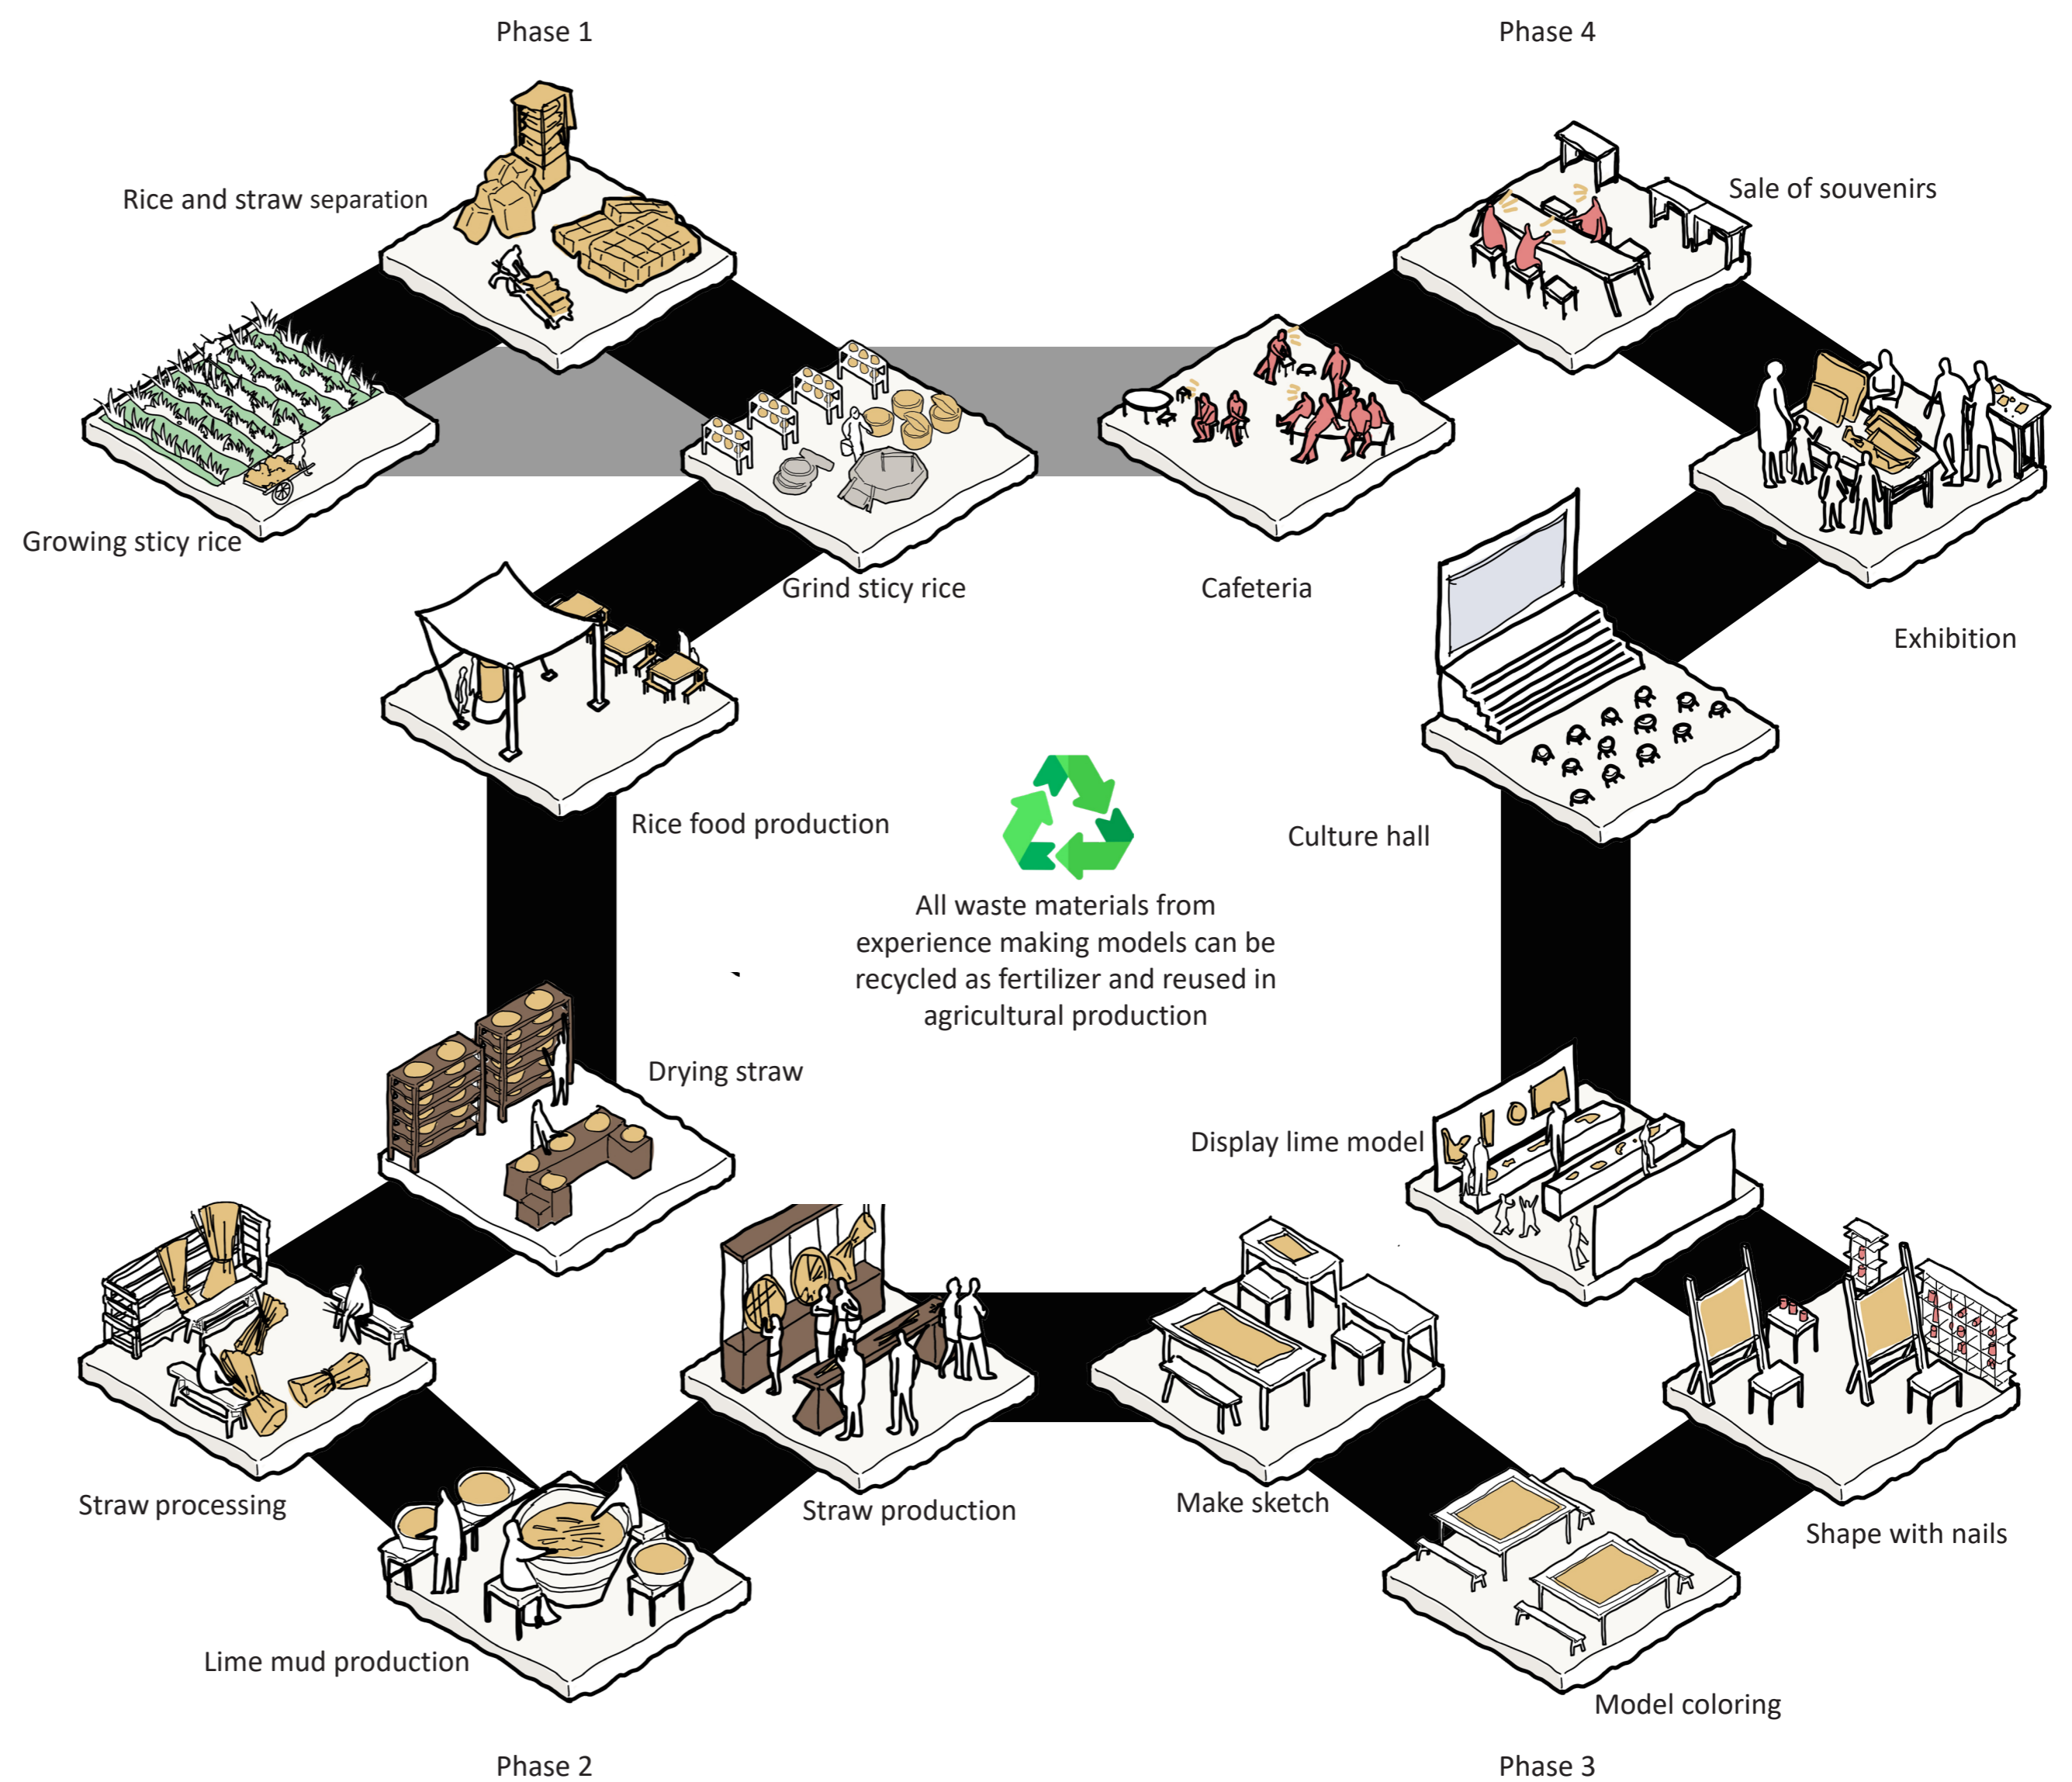 Phase 1
Phase 4
Rice and straw separation
Sale of souvenirs
Growing sticy rice
Grind sticy rice
Cafeteria
Exhibition
Rice food production
Culture hall
All waste materials from
experience making models can be
recycled as fertilizer and reused in
agricultural production
Drying straw
Display lime model
Straw processing
Straw production
Make sketch
Shape with nails
Lime mud production
Model coloring
Phase 2
Phase 3